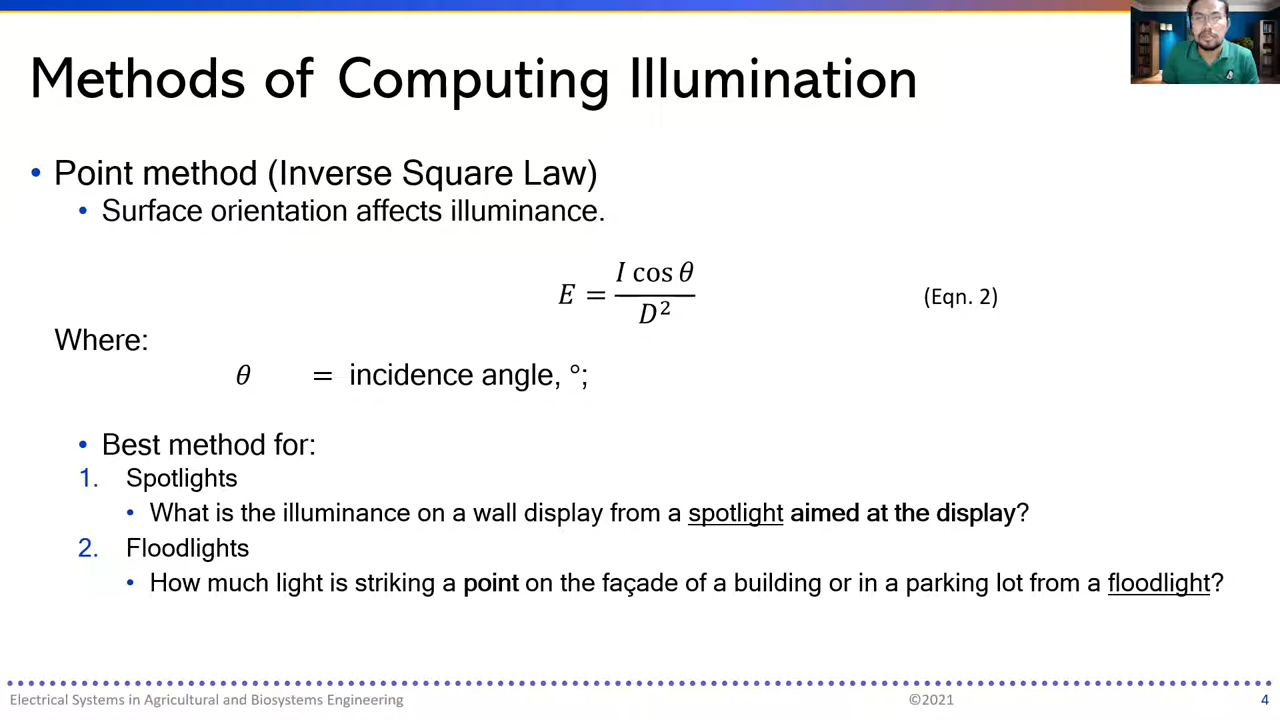 Methods of Computing Illumination
• Point method (Inverse Square Law)
• Surface orientation affects illuminance.
E = I cos θ / D² (Eqn. 2)
Where:
θ = incidence angle, °;
• Best method for:
1. Spotlights
• What is the illuminance on a wall display from a spotlight aimed at the display?
2. Floodlights
• How much light is striking a point on the façade of a building or in a parking lot from a floodlight?
Electrical Systems in Agricultural and Biosystems Engineering ©2021 4